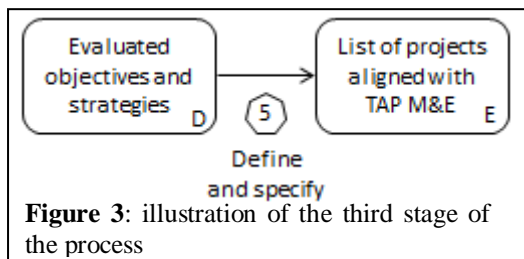 Evaluated
objectives and
strategies
D
List of projects
aligned with
TAP M&E
E
5
Define
and specify
Figure 3: illustration of the third stage of
the process